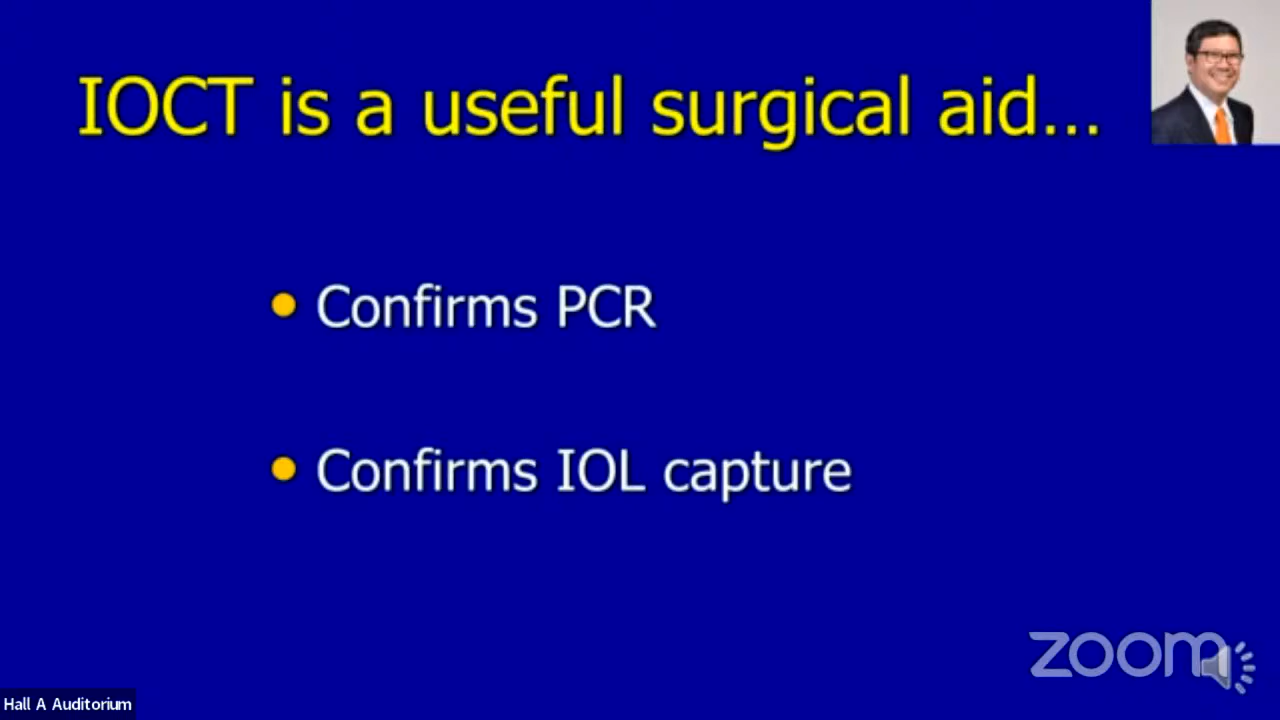 IOCT is a useful surgical aid...
Confirms PCR
Confirms IOL capture
zoom
Hall A Auditorium